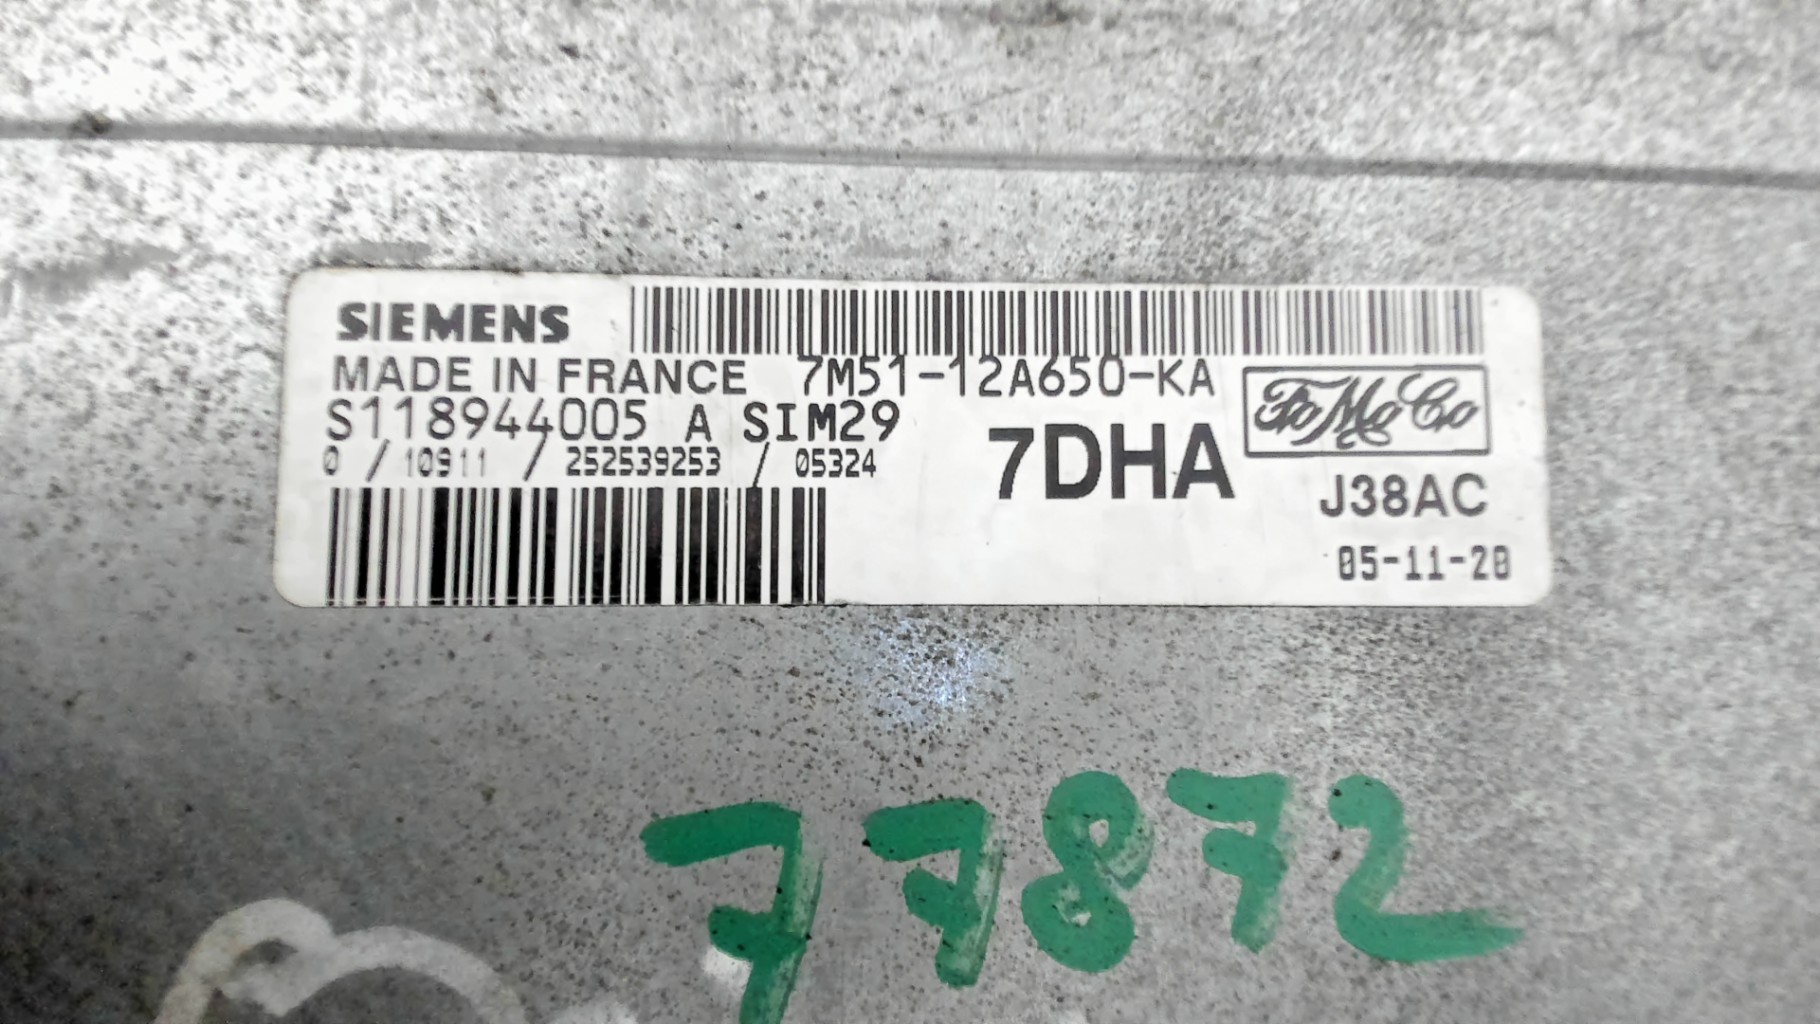 SIEMENS
MADE IN FRANCE 7M51-12A650-KA
S118944005 A SIM29
FoMoCo
0 / 10911 / 252539253 / 05324
7DHA
J38AC
05-11-20
77872